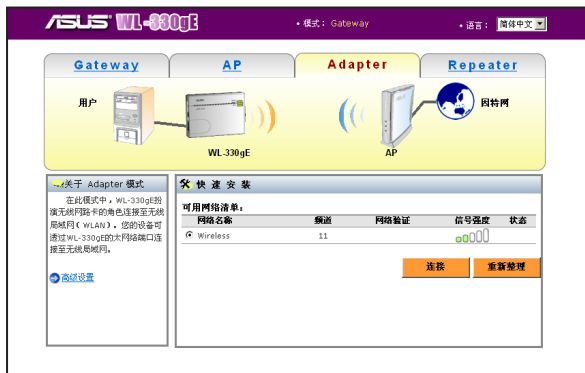 ASUS WL-330gE
• 模式: Gateway
• 语言: 简体中文
Gateway AP Adapter Repeater
用户
因特网
WL-330gE
AP
关于 Adapter 模式
在此模式中，WL-330gE扮
演无线网路卡的角色连接至无线
局域网(WLAN)。您的设备可
透过WL-330gE的太网络端口连
接至无线局域网。
高级设置
快速安装
可用网络清单:
网络名称 频道 网络验证 信号强度 状态
Wireless 11
连接 重新整理